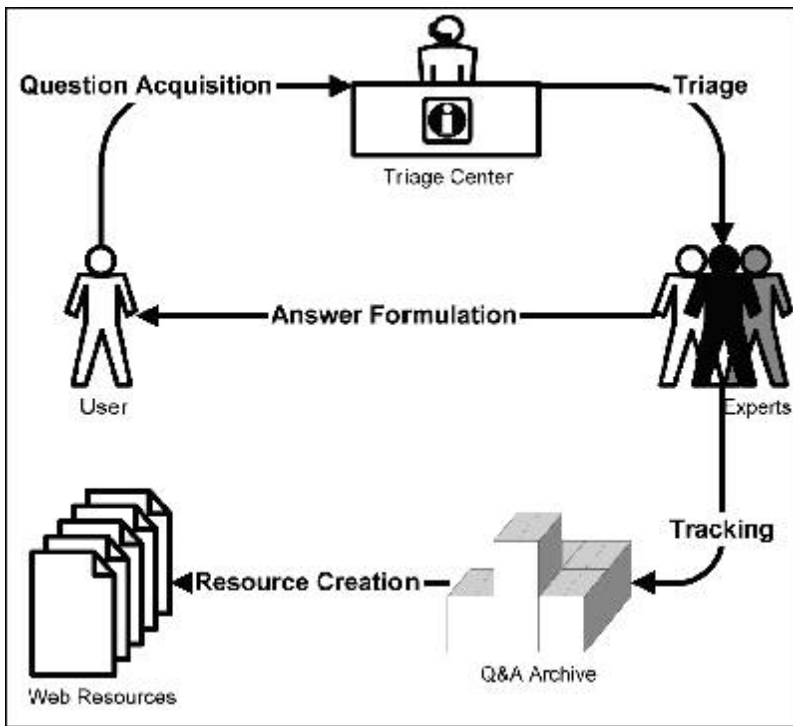 Question Acquisition
Triage
i
Triage Center
Answer Formulation
User
Experts
Tracking
Resource Creation
Web Resources
Q&A Archive